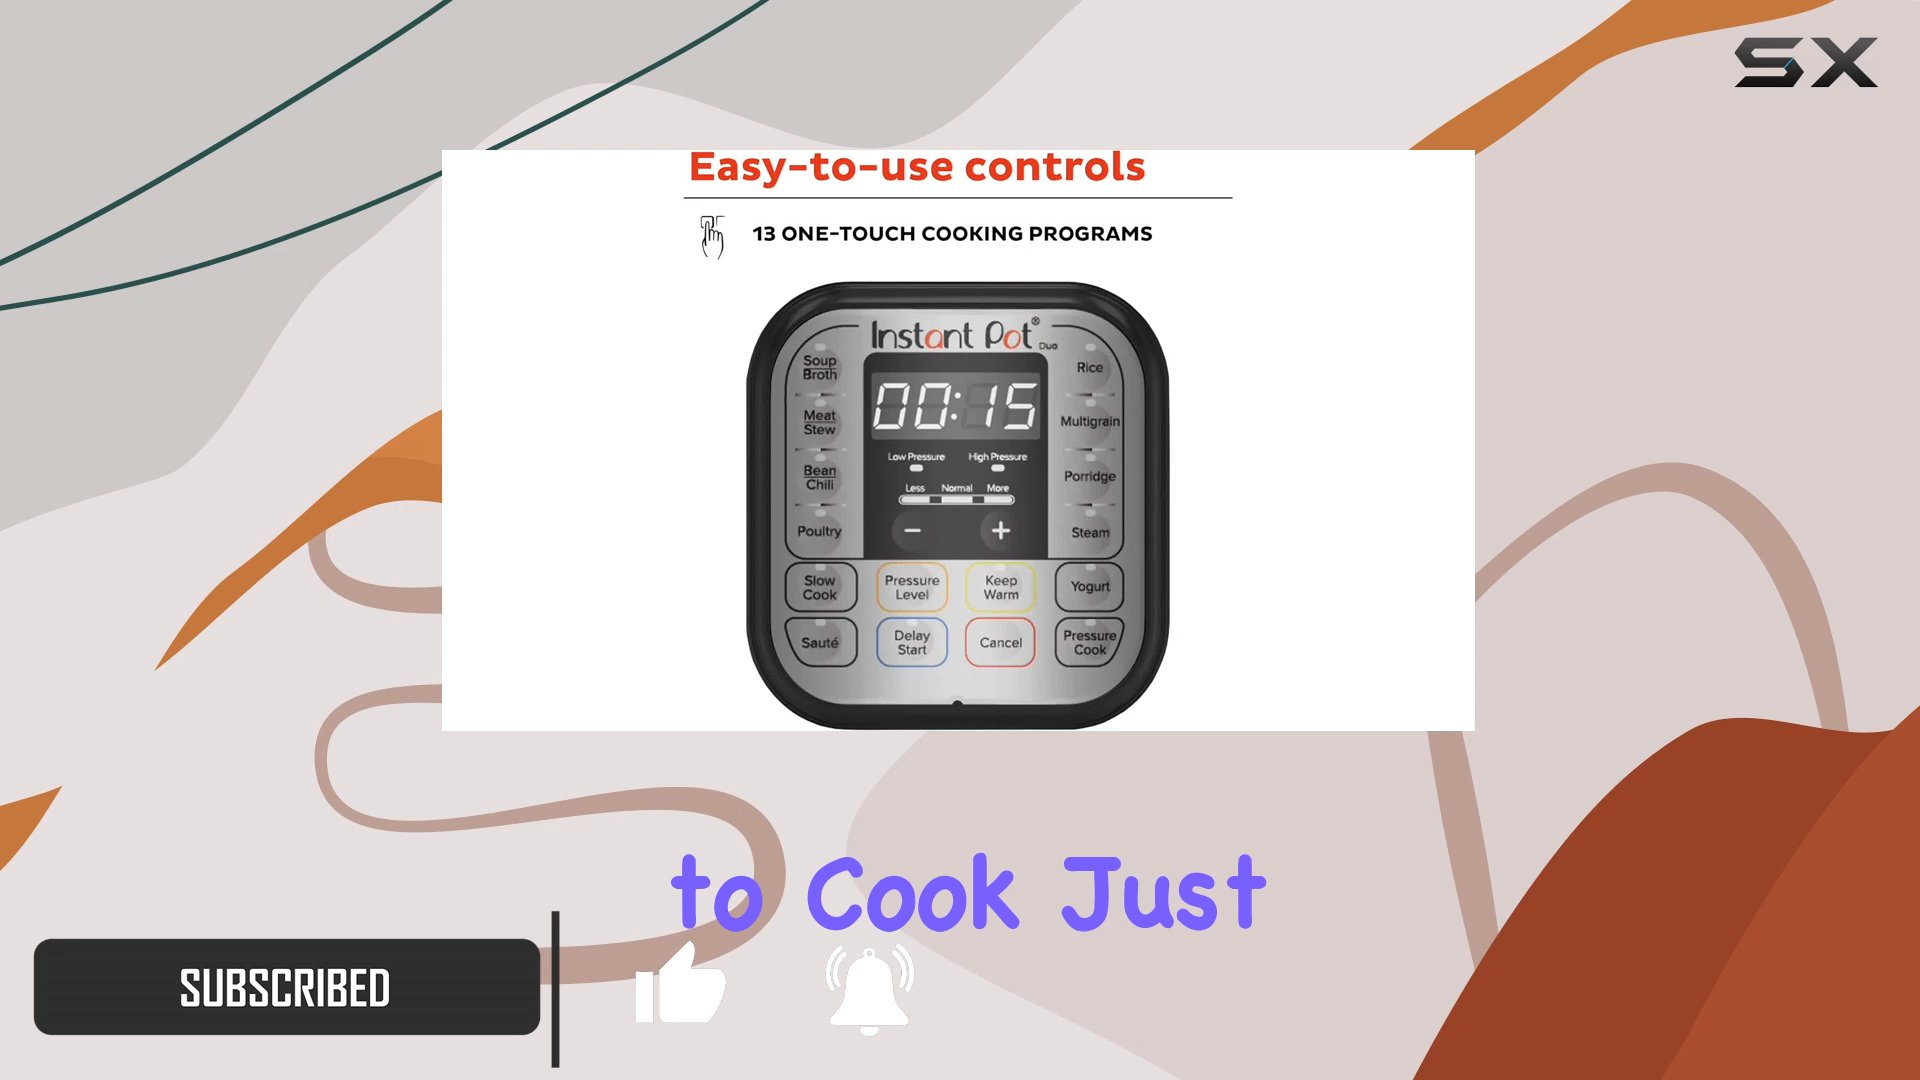 SX
Easy-to-use controls
13 ONE-TOUCH COOKING PROGRAMS
Instant Pot® Duo
Soup Broth
Rice
00:15
Meat Stew
Multigrain
Low Pressure High Pressure
Bean Chili
Porridge
Less Normal More
Poultry
− +
Steam
Slow Cook
Pressure Level
Keep Warm
Yogurt
Sauté
Delay Start
Cancel
Pressure Cook
to Cook Just
SUBSCRIBED